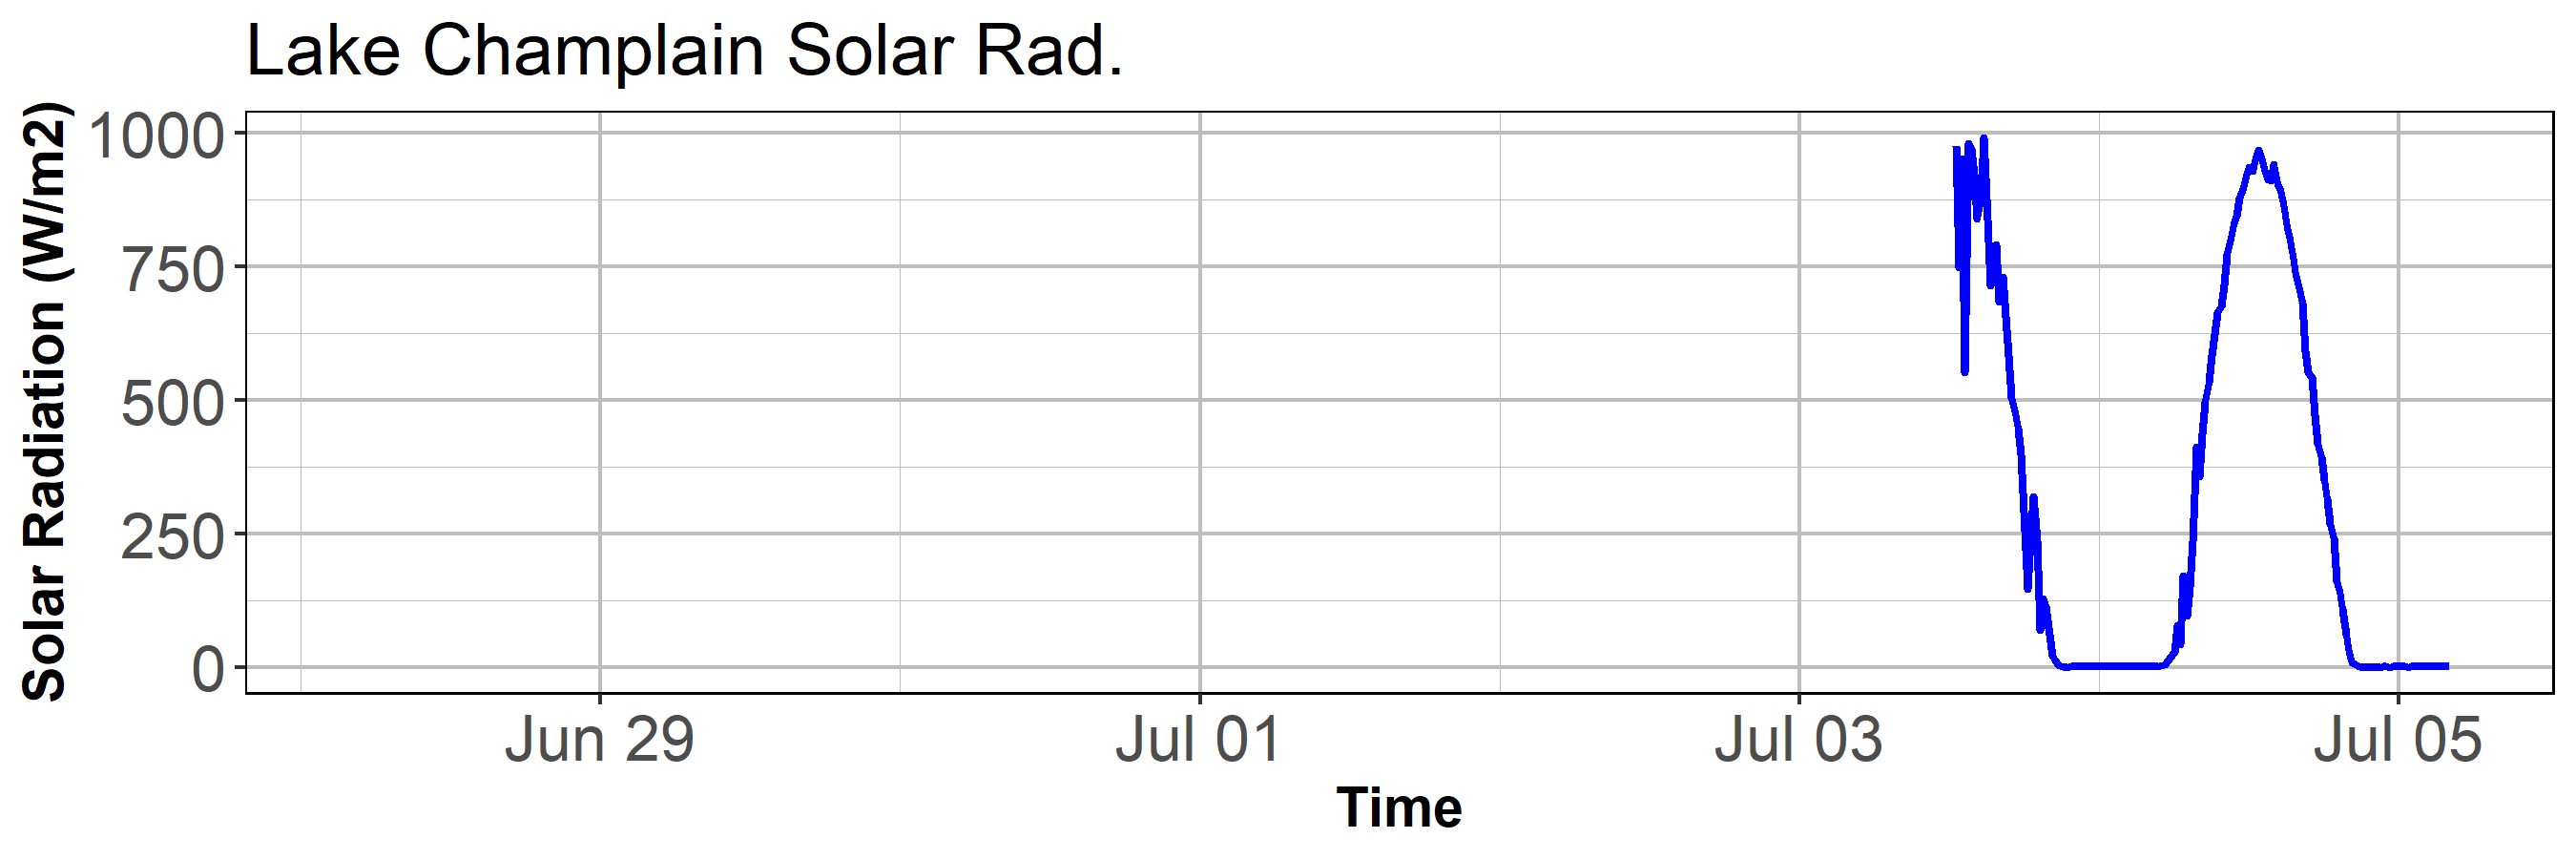 Lake Champlain Solar Rad.
Solar Radiation (W/m2)
1000
750
500
250
0
Jun 29
Jul 01
Jul 03
Jul 05
Time